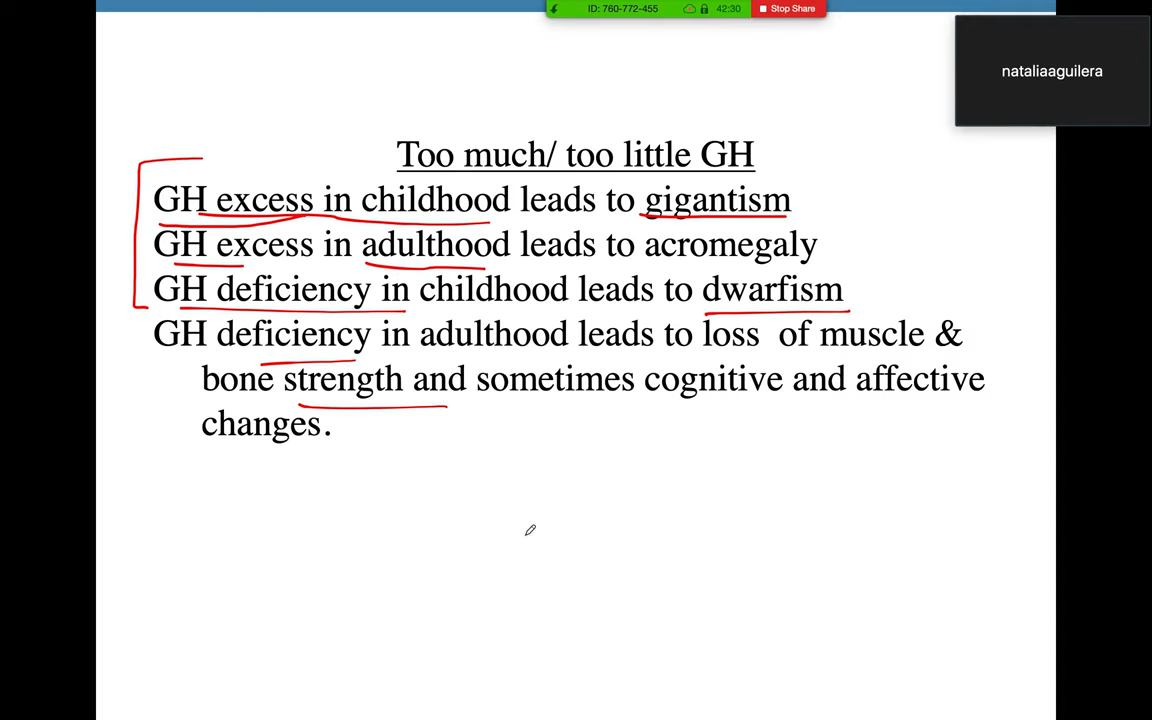 ID: 760-772-455 42:30 Stop Share
nataliaaguilera
Too much/ too little GH
GH excess in childhood leads to gigantism
GH excess in adulthood leads to acromegaly
GH deficiency in childhood leads to dwarfism
GH deficiency in adulthood leads to loss  of muscle &
bone strength and sometimes cognitive and affective
changes.